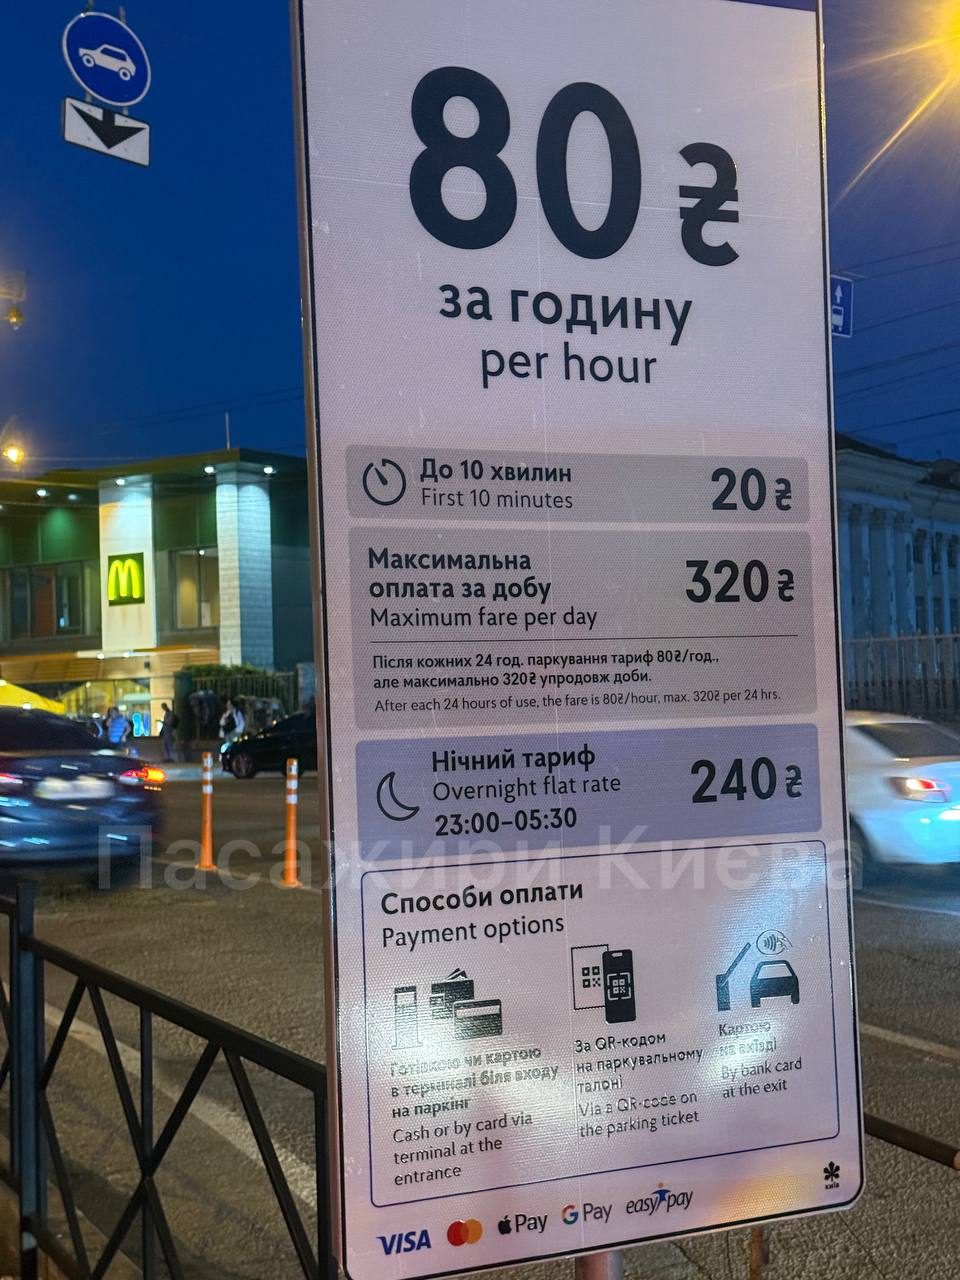 80 ₴
за годину
per hour
До 10 хвилин
First 10 minutes
20 ₴
Максимальна
оплата за добу
Maximum fare per day
320 ₴
Після кожних 24 год. паркування тариф 80₴/год.,
але максимально 320₴ упродовж доби.
After each 24 hours of use, the fare is 80₴/hour, max. 320₴ per 24 hrs.
Нічний тариф
Overnight flat rate
23:00–05:30
240 ₴
Пасажири Києва
Способи оплати
Payment options
Готівкою чи картою
в терміналі біля входу
на паркінг
Cash or by card via
terminal at the
entrance
За QR-кодом
на паркувальному
талоні
Via a QR-code on
the parking ticket
Картою
на виїзді
By bank card
at the exit
VISA
Pay
G Pay
easypay
київ